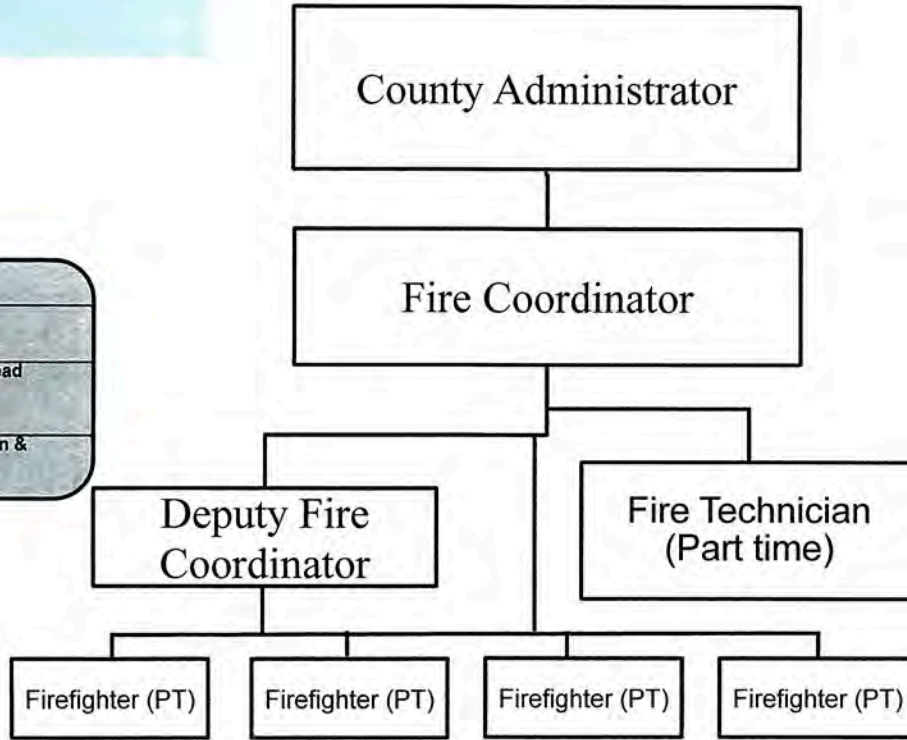 County Administrator
Fire Coordinator
n &
Deputy Fire
Coordinator
Fire Technician
(Part time)
Firefighter (PT)
Firefighter (PT)
Firefighter (PT)
Firefighter (PT)